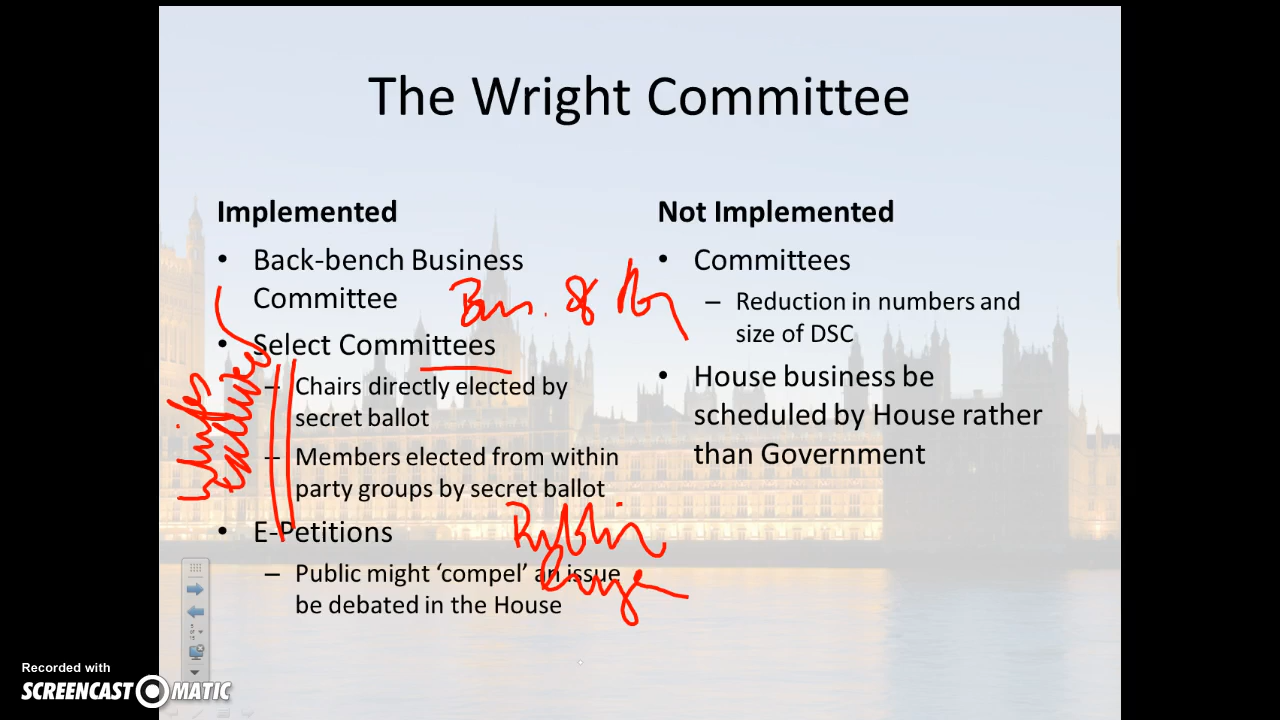 The Wright Committee
Implemented
• Back-bench Business
Committee
• Select Committees
– Chairs directly elected by
secret ballot
– Members elected from within
party groups by secret ballot
• E-Petitions
– Public might ‘compel’ an issue
be debated in the House
Not Implemented
• Committees
– Reduction in numbers and
size of DSC
• House business be
scheduled by House rather
than Government
Whips
Public
Recorded with
SCREENCAST MATIC